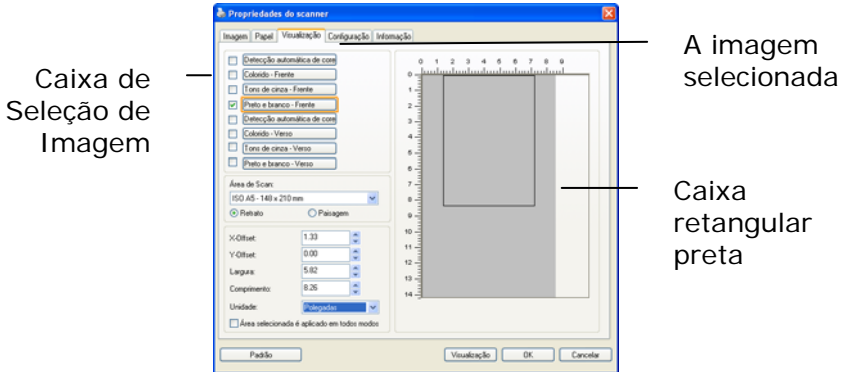 Propriedades do scanner
Imagem Papel Visualização Configuração Informação
Detecção automática de core
Colorido - Frente
Tons de cinza - Frente
Preto e branco - Frente
Detecção automática de core
Colorido - Verso
Tons de cinza - Verso
Preto e branco - Verso
Área de Scan:
ISO A5 - 148 x 210 mm
Retrato Paisagem
X-Offset: 1.33
Y-Offset: 0.00
Largura: 5.82
Comprimento: 8.26
Unidade: Polegadas
Área selecionada é aplicado em todos modos
0 1 2 3 4 5 6 7 8 9
0
1
2
3
4
5
6
7
8
9
10
11
12
13
14
Padrão Visualização OK Cancelar
Caixa de
Seleção de
Imagem
A imagem
selecionada
Caixa
retangular
preta